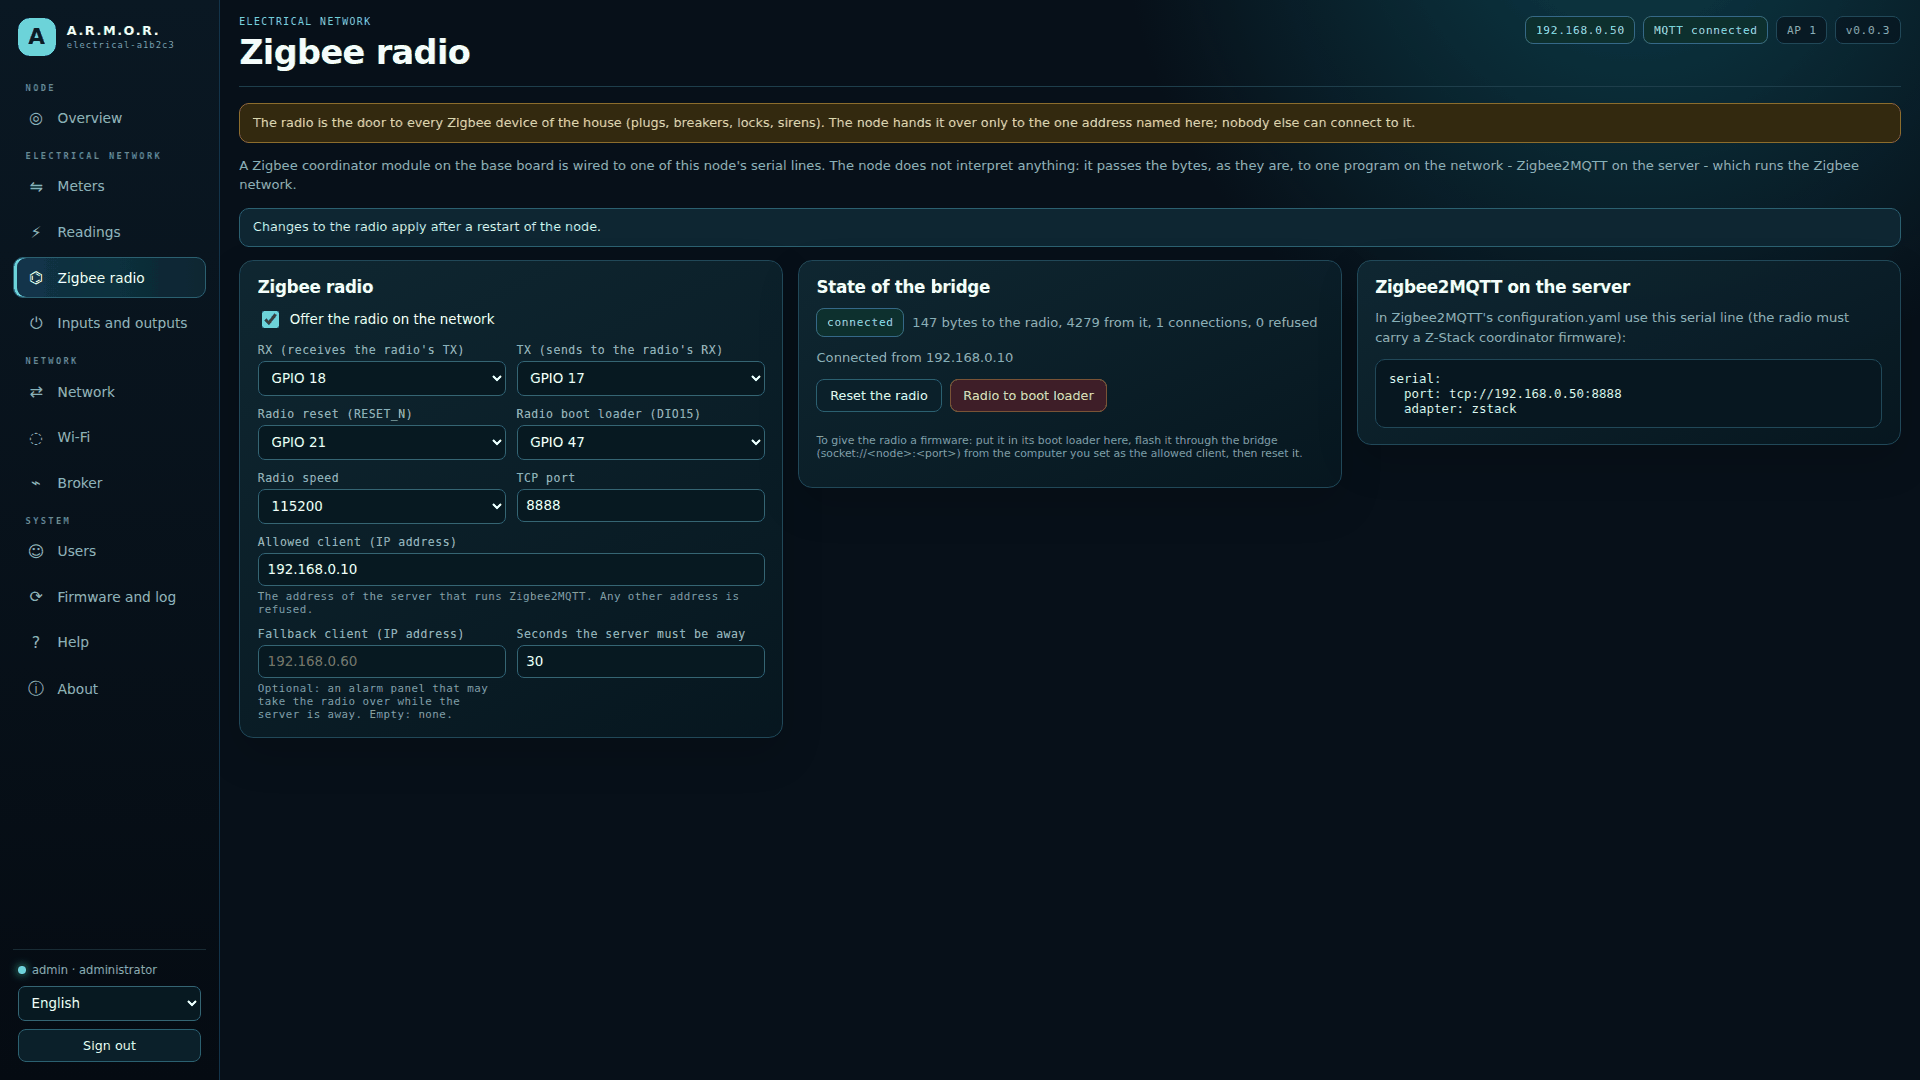 A
A.R.M.O.R.
electrical-a1b2c3
NODE
Overview
ELECTRICAL NETWORK
Meters
Readings
Zigbee radio
Inputs and outputs
NETWORK
Network
Wi-Fi
Broker
SYSTEM
Users
Firmware and log
? Help
About
admin · administrator
English
Sign out
ELECTRICAL NETWORK
Zigbee radio
192.168.0.50
MQTT connected
AP 1
v0.0.3
The radio is the door to every Zigbee device of the house (plugs, breakers, locks, sirens). The node hands it over only to the one address named here; nobody else can connect to it.
A Zigbee coordinator module on the base board is wired to one of this node's serial lines. The node does not interpret anything: it passes the bytes, as they are, to one program on the network - Zigbee2MQTT on the server - which runs the Zigbee
network.
Changes to the radio apply after a restart of the node.
Zigbee radio
Offer the radio on the network
RX (receives the radio's TX)
TX (sends to the radio's RX)
GPIO 18
GPIO 17
Radio reset (RESET_N)
Radio boot loader (DIO15)
GPIO 21
GPIO 47
Radio speed
TCP port
115200
8888
Allowed client (IP address)
192.168.0.10
The address of the server that runs Zigbee2MQTT. Any other address is
refused.
Fallback client (IP address)
Seconds the server must be away
192.168.0.60
30
Optional: an alarm panel that may
take the radio over while the
server is away. Empty: none.
State of the bridge
connected
147 bytes to the radio, 4279 from it, 1 connections, 0 refused
Connected from 192.168.0.10
Reset the radio
Radio to boot loader
To give the radio a firmware: put it in its boot loader here, flash it through the bridge
(socket://<node>:<port>) from the computer you set as the allowed client, then reset it.
Zigbee2MQTT on the server
In Zigbee2MQTT's configuration.yaml use this serial line (the radio must
carry a Z-Stack coordinator firmware):
serial:
  port: tcp://192.168.0.50:8888
  adapter: zstack